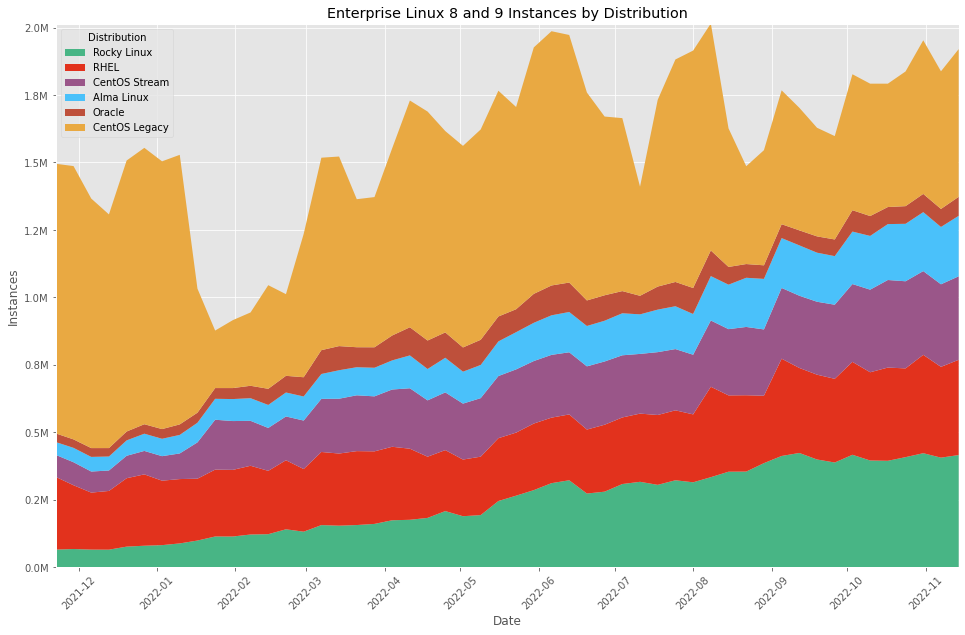 Enterprise Linux 8 and 9 Instances by Distribution
2.0M
1.8M
1.5M
1.2M
1.0M
0.8M
0.5M
0.2M
0.0M
Instances
Distribution
Rocky Linux
RHEL
CentOS Stream
Alma Linux
Oracle
CentOS Legacy
2021-12
2022-01
2022-02
2022-03
2022-04
2022-05
2022-06
2022-07
2022-08
2022-09
2022-10
2022-11
Date